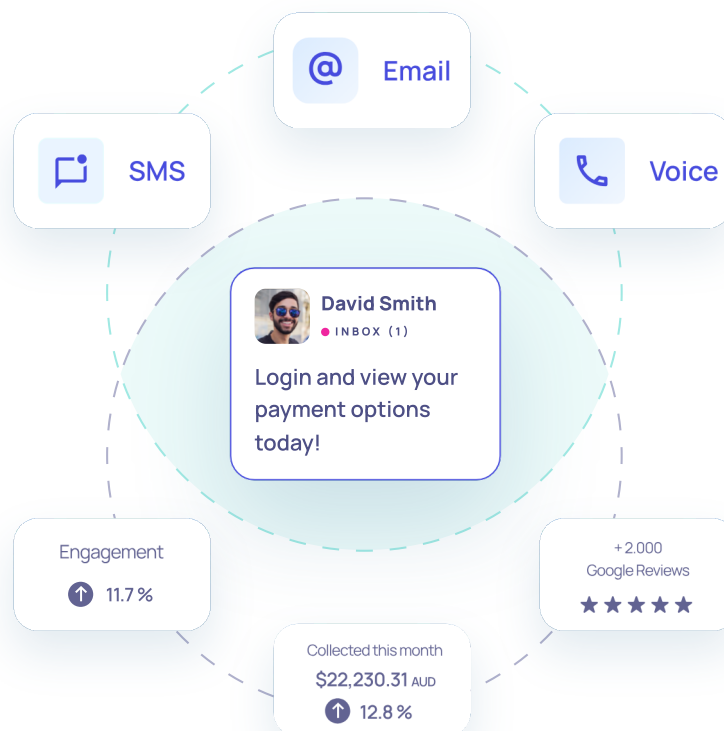 @ Email
SMS
Voice
David Smith
INBOX (1)
Login and view your
payment options
today!
Engagement
11.7 %
+ 2.000
Google Reviews
Collected this month
$22,230.31 AUD
12.8 %